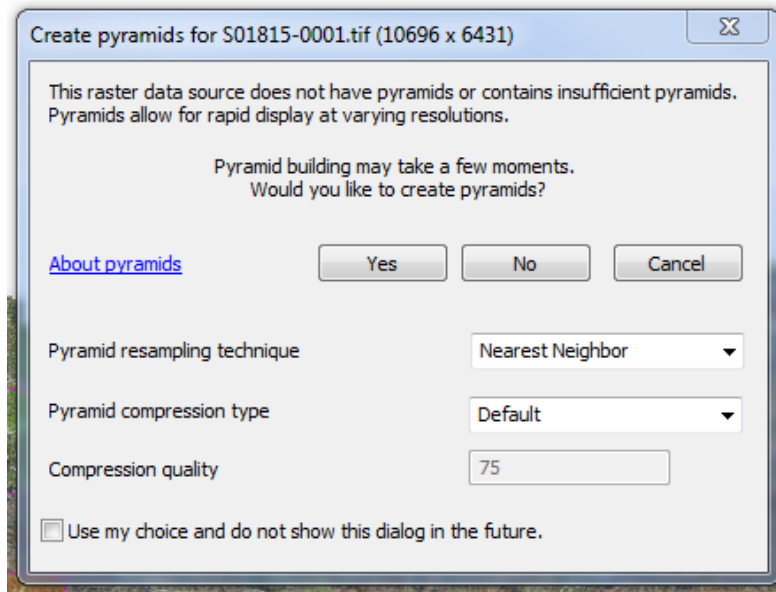 Create pyramids for S01815-0001.tif (10696 x 6431)
This raster data source does not have pyramids or contains insufficient pyramids.
Pyramids allow for rapid display at varying resolutions.
Pyramid building may take a few moments.
Would you like to create pyramids?
About pyramids
Yes
No
Cancel
Pyramid resampling technique
Nearest Neighbor
Pyramid compression type
Default
Compression quality
75
Use my choice and do not show this dialog in the future.